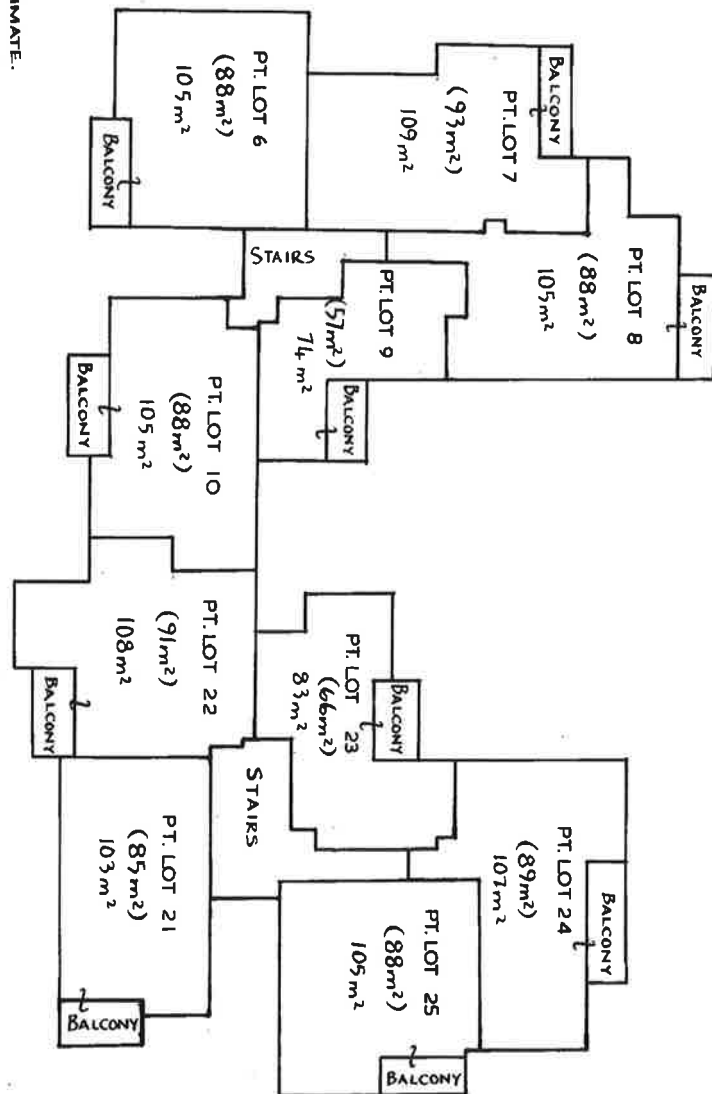 IMATE.
PT. LOT 6
(88m²)
105m²
BALCONY
PT. LOT 7
(93m²)
109m²
BALCONY
PT. LOT 8
(88m²)
105m²
BALCONY
STAIRS
PT. LOT 9
(57m²)
74m²
BALCONY
PT. LOT 10
(88m²)
105m²
BALCONY
PT. LOT 22
(91m²)
108m²
BALCONY
PT. LOT 23
(66m²)
83m²
BALCONY
STAIRS
PT. LOT 21
(85m²)
103m²
BALCONY
PT. LOT 24
(89m²)
107m²
BALCONY
PT. LOT 25
(88m²)
105m²
BALCONY